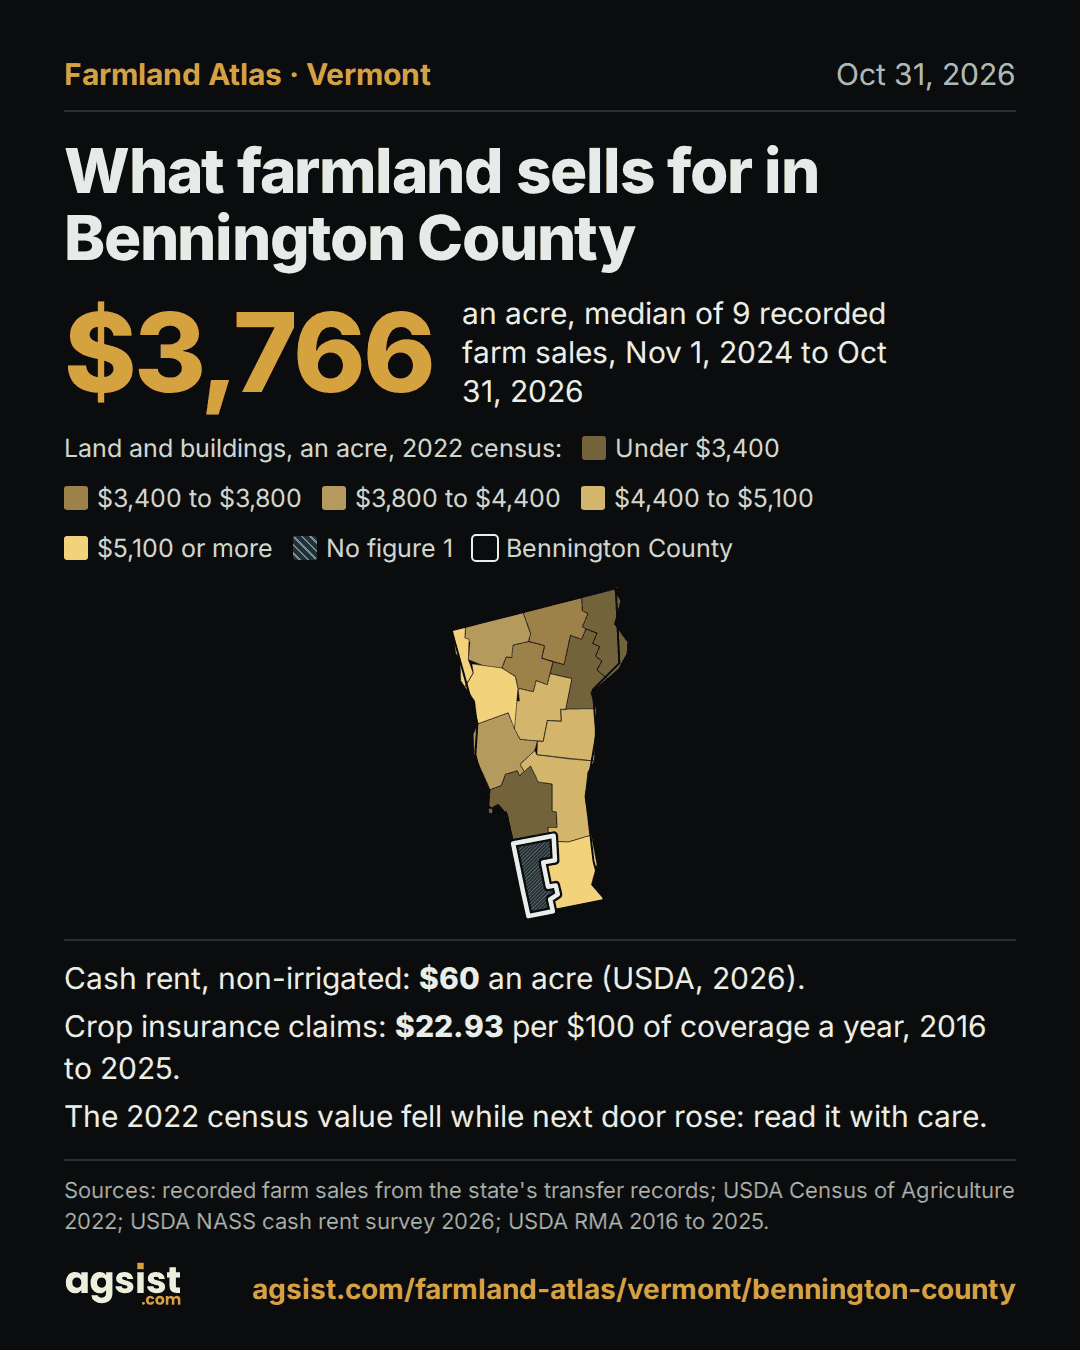 Farmland Atlas · Vermont
Oct 31, 2026
What farmland sells for in
Bennington County
$3,766
an acre, median of 9 recorded
farm sales, Nov 1, 2024 to Oct
31, 2026
Land and buildings, an acre, 2022 census: Under $3,400
$3,400 to $3,800 $3,800 to $4,400 $4,400 to $5,100
$5,100 or more No figure 1 Bennington County
Cash rent, non-irrigated: $60 an acre (USDA, 2026).
Crop insurance claims: $22.93 per $100 of coverage a year, 2016
to 2025.
The 2022 census value fell while next door rose: read it with care.
Sources: recorded farm sales from the state's transfer records; USDA Census of Agriculture
2022; USDA NASS cash rent survey 2026; USDA RMA 2016 to 2025.
agsist
.com
agsist.com/farmland-atlas/vermont/bennington-county